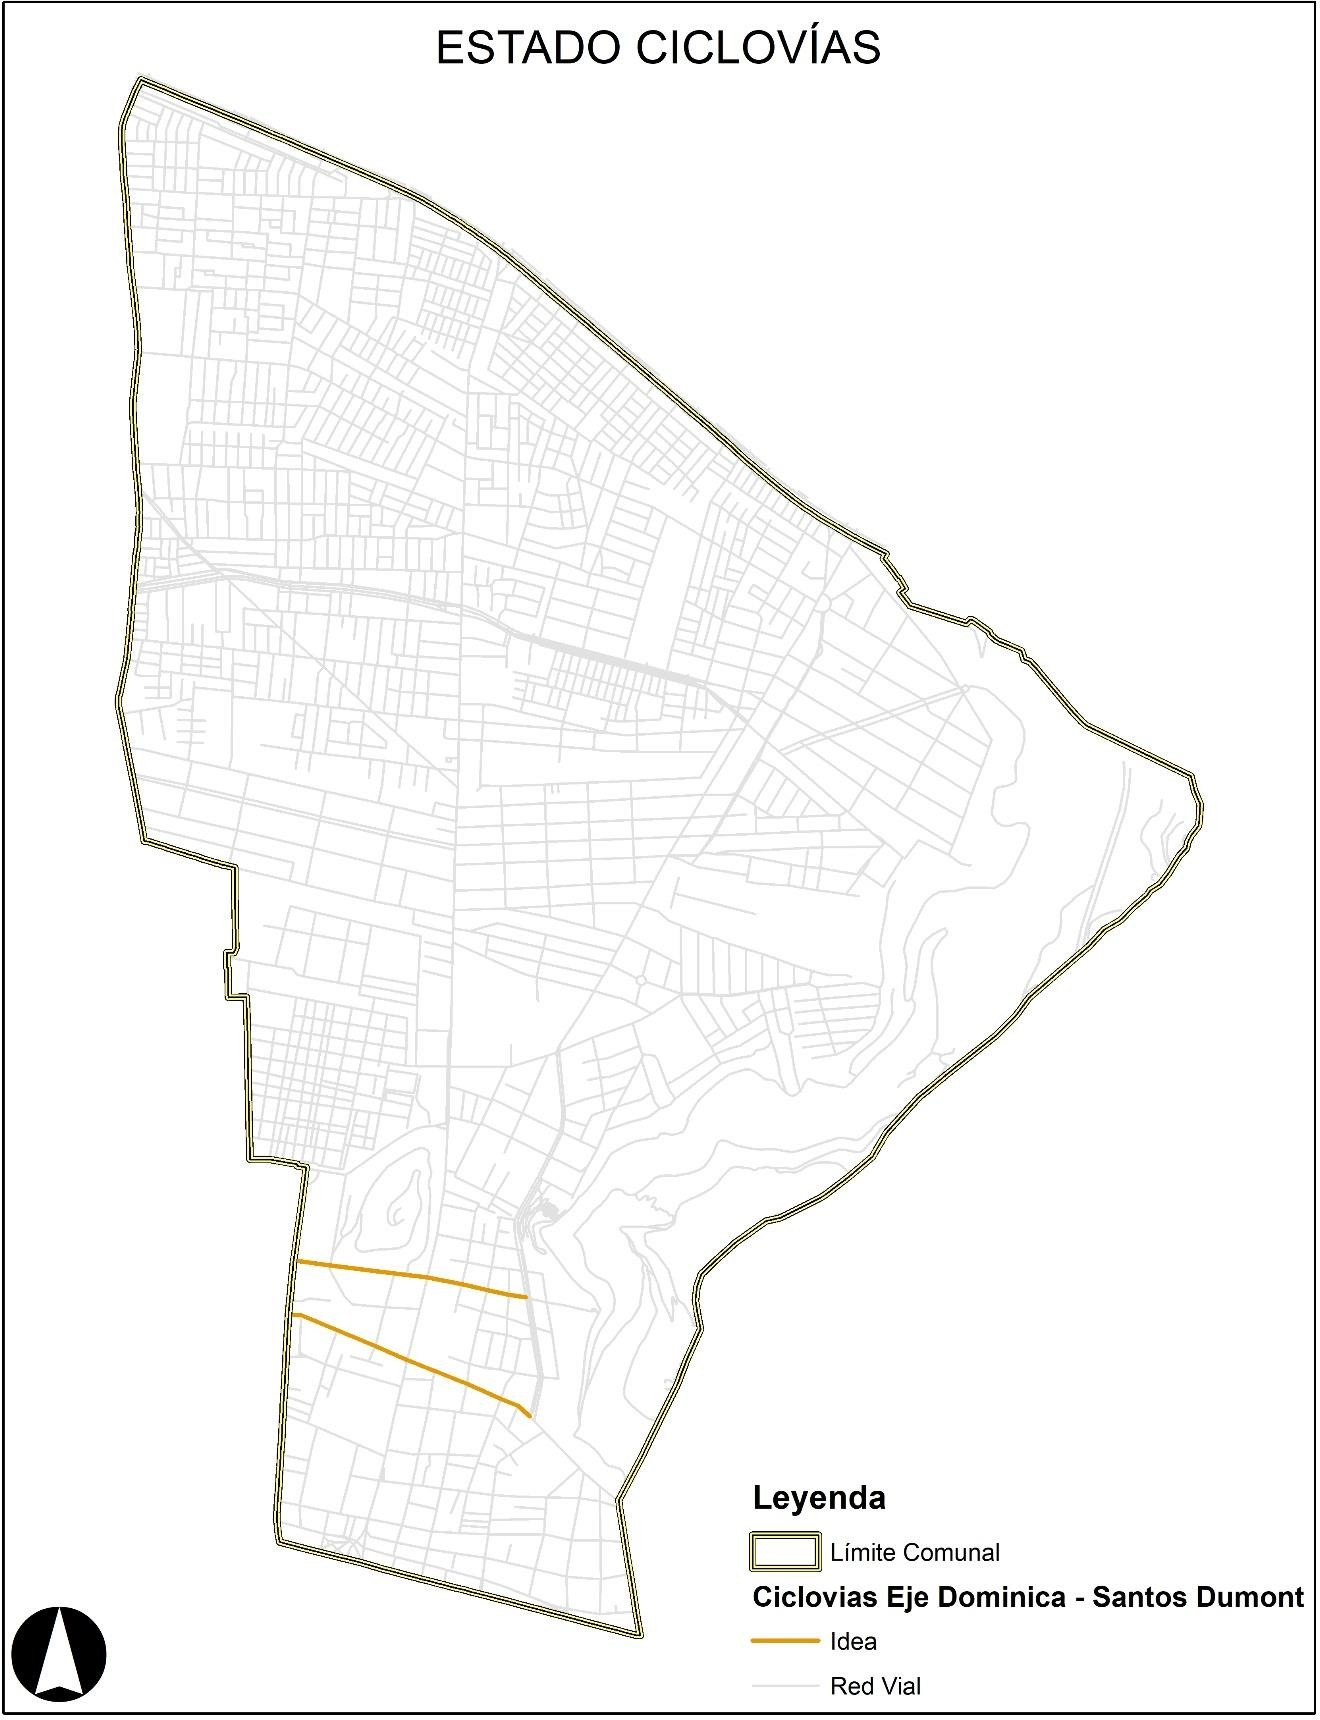 ESTADO CICLOVÍAS
Leyenda
Límite Comunal
Ciclovias Eje Dominica - Santos Dumont
Idea
Red Vial